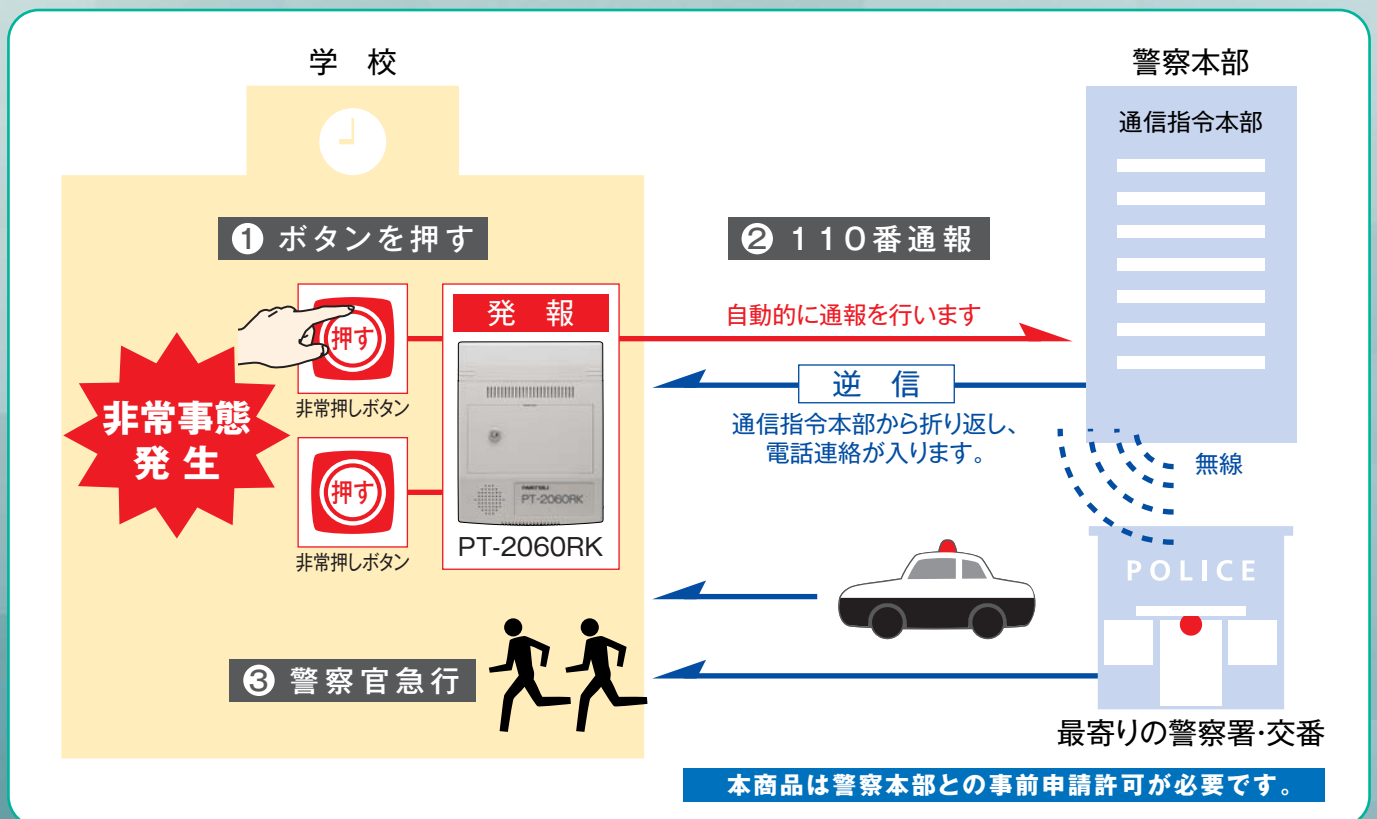 学 校
警察本部
通信指令本部
❶ ボタンを押す
❷ 110番通報
発 報
自動的に通報を行います
押す
逆 信
非常押しボタン
非常事態
発 生
通信指令本部から折り返し、
電話連絡が入ります。
無線
押す
PT-2060RK
非常押しボタン
PT-2060RK
POLICE
❸ 警察官急行
最寄りの警察署・交番
本商品は警察本部との事前申請許可が必要です。